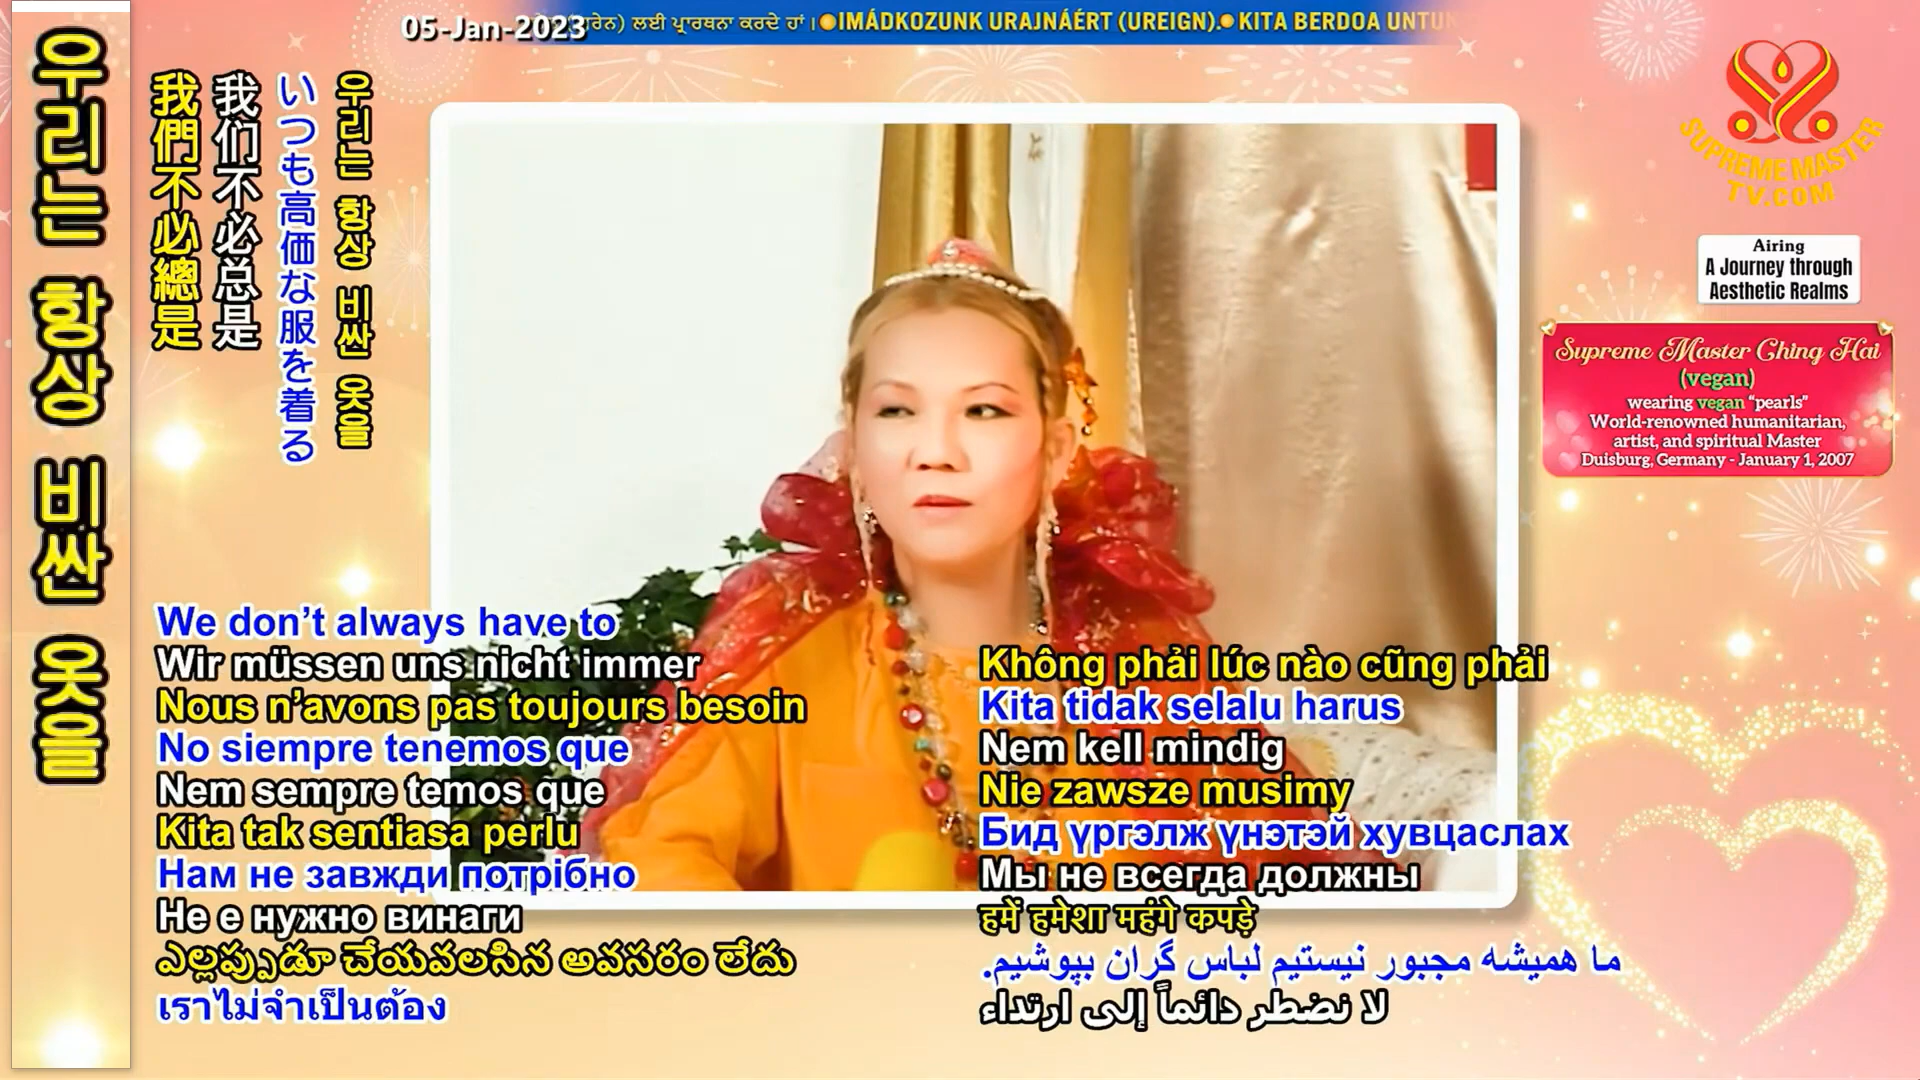 05-Jan-2023
ਰੇਨ) ਲਈ ਪ੍ਰਾਰਥਨਾ ਕਰਦੇ ਹਾਂ। IMÁDKOZUNK URAJNÁÉRT (UREIGN). KITA BERDOA UNTUK
우리는 항상 비싼 옷을
我們不必總是
我们不必总是
いつも高価な服を着る
우리는 항상 비싼 옷을
SUPREME MASTER
TV.COM
Airing
A Journey through
Aesthetic Realms
Supreme Master Ching Hai
(vegan)
wearing vegan “pearls”
World-renowned humanitarian,
artist, and spiritual Master
Duisburg, Germany - January 1, 2007
We don’t always have to
Wir müssen uns nicht immer
Nous n’avons pas toujours besoin
No siempre tenemos que
Nem sempre temos que
Kita tak sentiasa perlu
Нам не завжди потрібно
Не е нужно винаги
ఎల్లప్పుడూ చేయవలసిన అవసరం లేదు
เราไม่จำเป็นต้อง
Không phải lúc nào cũng phải
Kita tidak selalu harus
Nem kell mindig
Nie zawsze musimy
Бид үргэлж үнэтэй хувцаслах
Мы не всегда должны
हमें हमेशा महंगे कपड़े
ما همیشه مجبور نیستیم لباس گران بپوشیم.
لا نضطر دائماً إلى ارتداء